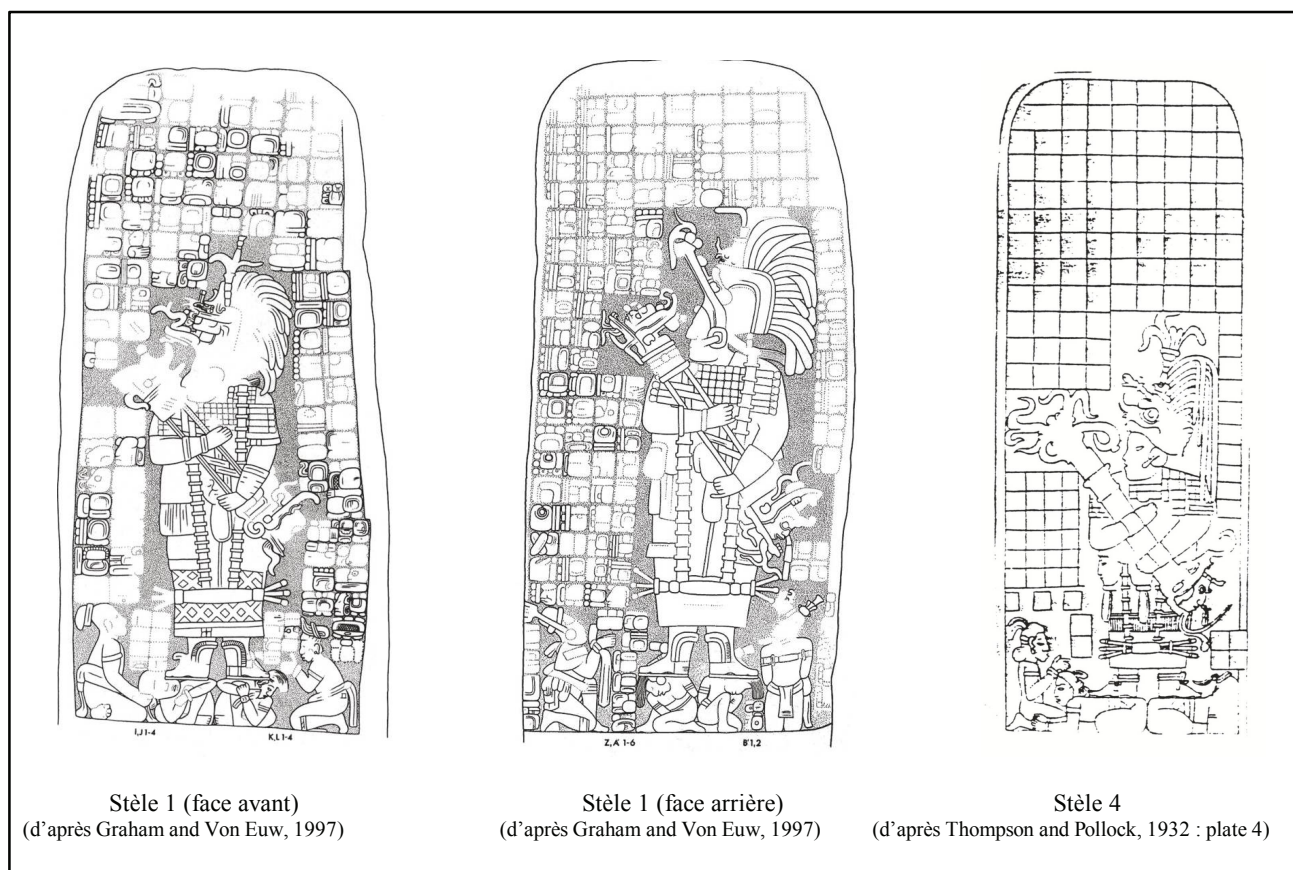 I,J 1-4
K,L 1-4
Z,A' 1-6
B'1,2
Stèle 1 (face avant)
(d'après Graham and Von Euw, 1997)
Stèle 1 (face arrière)
(d'après Graham and Von Euw, 1997)
Stèle 4
(d'après Thompson and Pollock, 1932 : plate 4)